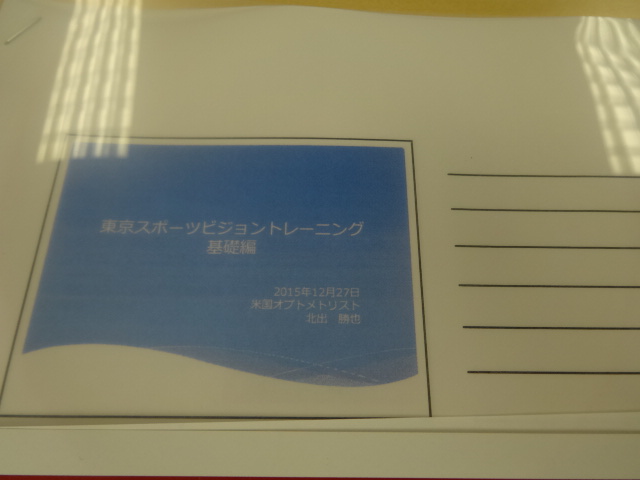 東京スポーツビジョントレーニング
基礎編
2015年12月27日
米国オプトメトリスト
北出　勝也